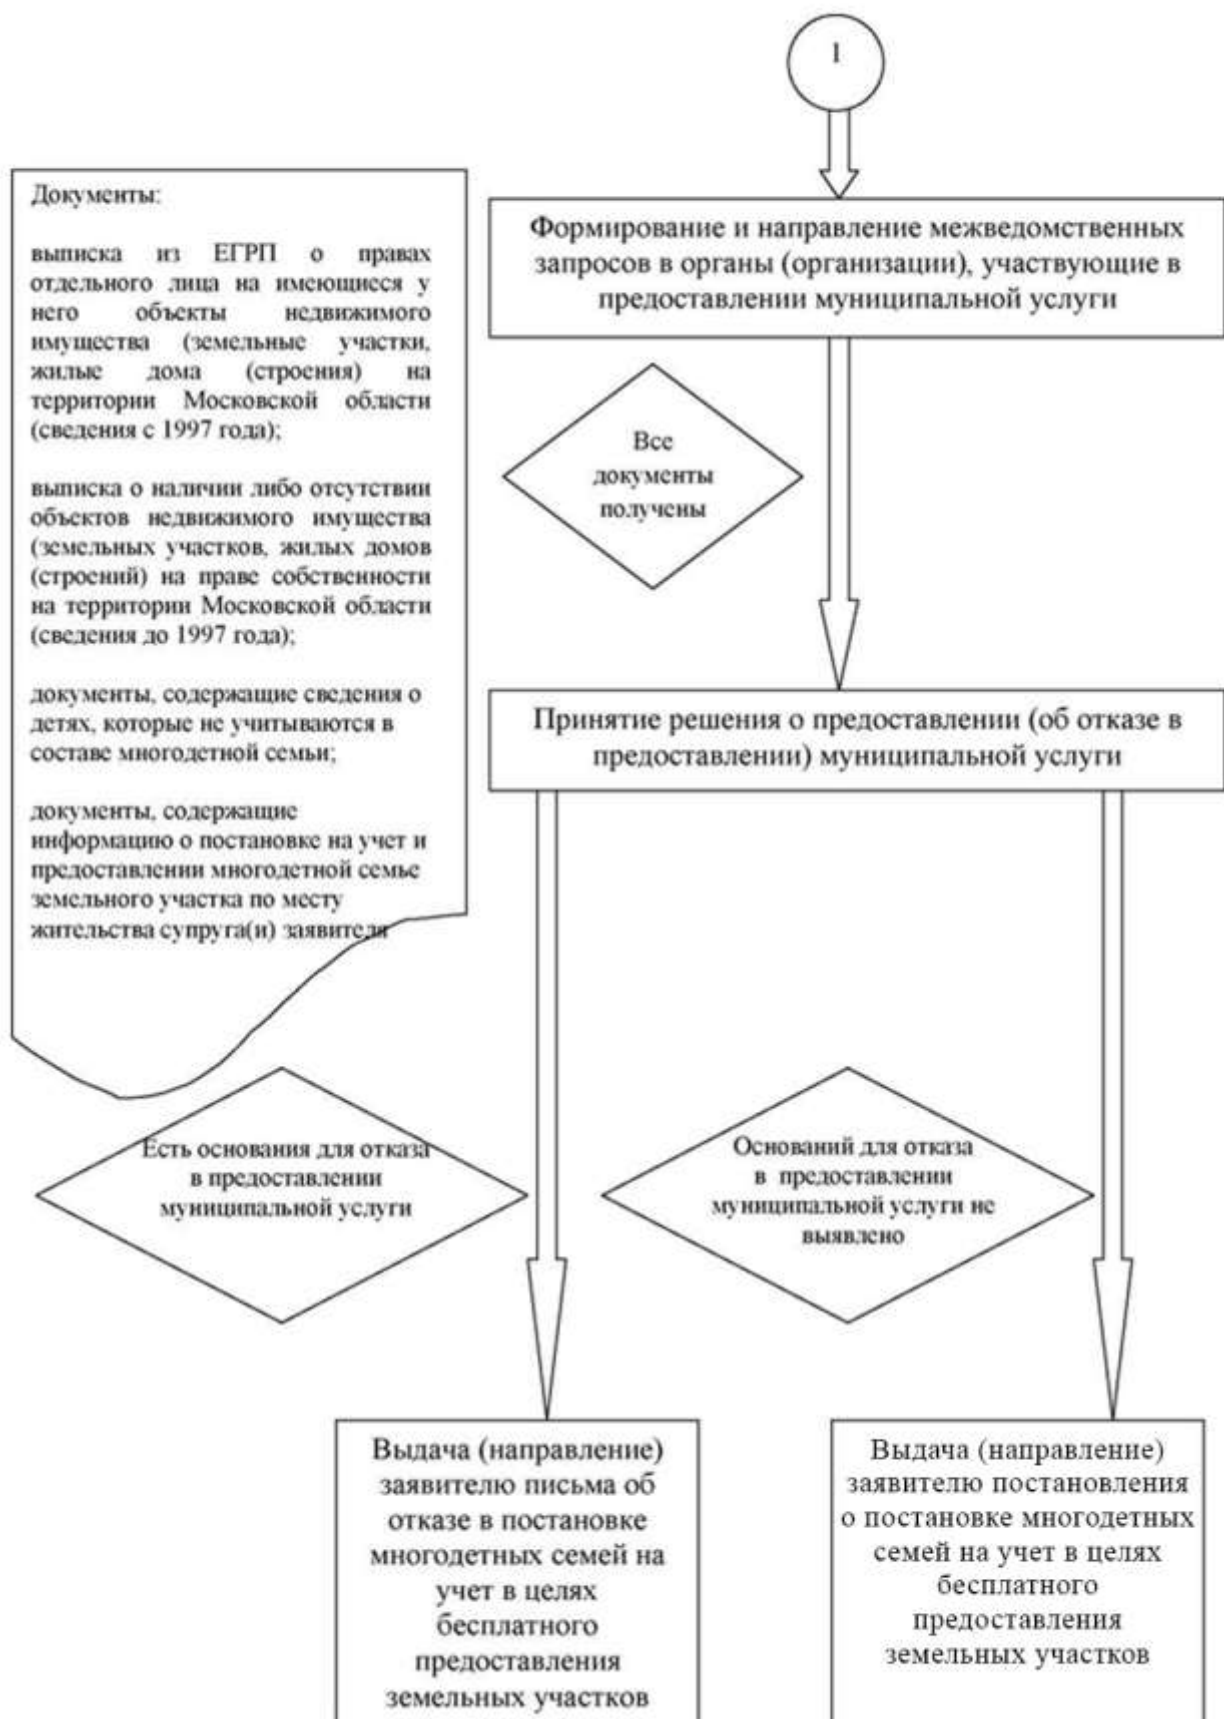 1
Документы:
выписка из ЕГРП о правах
отдельного лица на имеющиеся у
него объекты недвижимого
имущества (земельные участки,
жилые дома (строения) на
территории Московской области
(сведения с 1997 года);
выписка о наличии либо отсутствии
объектов недвижимого имущества
(земельных участков, жилых домов
(строений) на праве собственности
на территории Московской области
(сведения до 1997 года);
документы, содержащие сведения о
детях, которые не учитываются в
составе многодетной семьи;
документы, содержащие
информацию о постановке на учет и
предоставлении многодетной семье
земельного участка по месту
жительства супруга(и) заявителя
Формирование и направление межведомственных
запросов в органы (организации), участвующие в
предоставлении муниципальной услуги
Все
документы
получены
Принятие решения о предоставлении (об отказе в
предоставлении) муниципальной услуги
Есть основания для отказа
в предоставлении
муниципальной услуги
Оснований для отказа
в предоставлении
муниципальной услуги не
выявлено
Выдача (направление)
заявителю письма об
отказе в постановке
многодетных семей на
учет в целях
бесплатного
предоставления
земельных участков
Выдача (направление)
заявителю постановления
о постановке многодетных
семей на учет в целях
бесплатного
предоставления
земельных участков